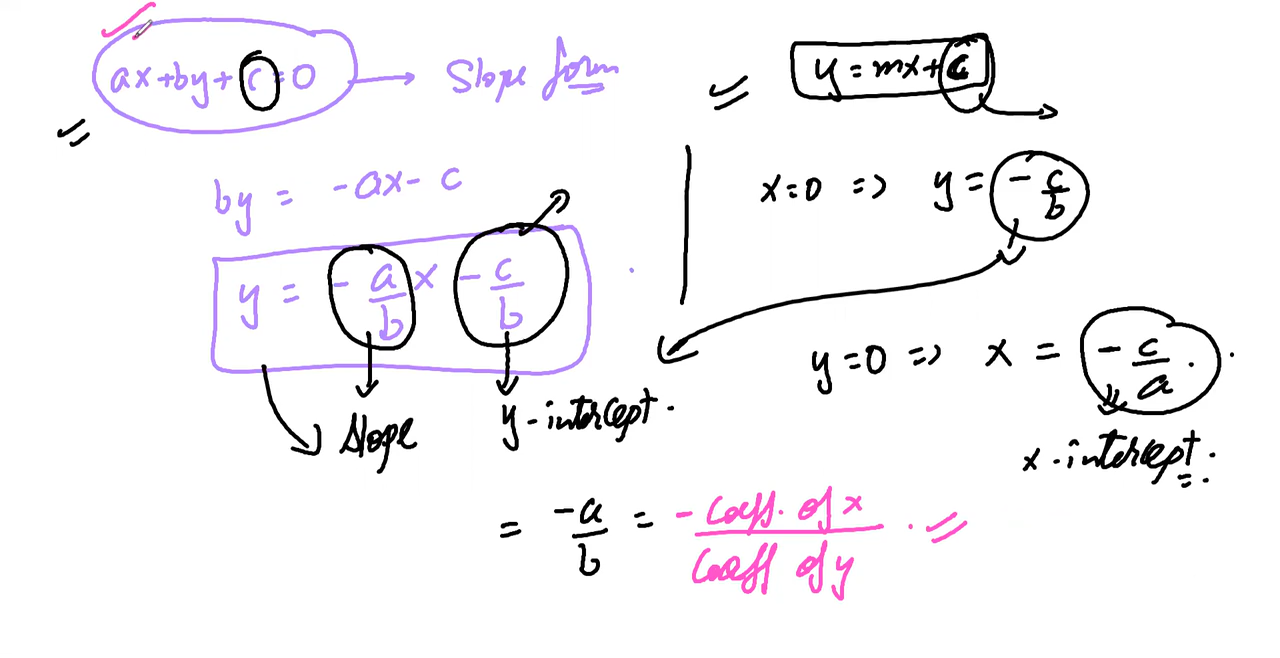 ax+by+c=0 → Slope form
by = -ax - c
y = -a/b x - c/b
Slope
y-intercept.
y = mx + c
x=0 => y = -c/b
y=0 => x = -c/a
x-intercept.
= -a/b = -coeff. of x / coeff of y